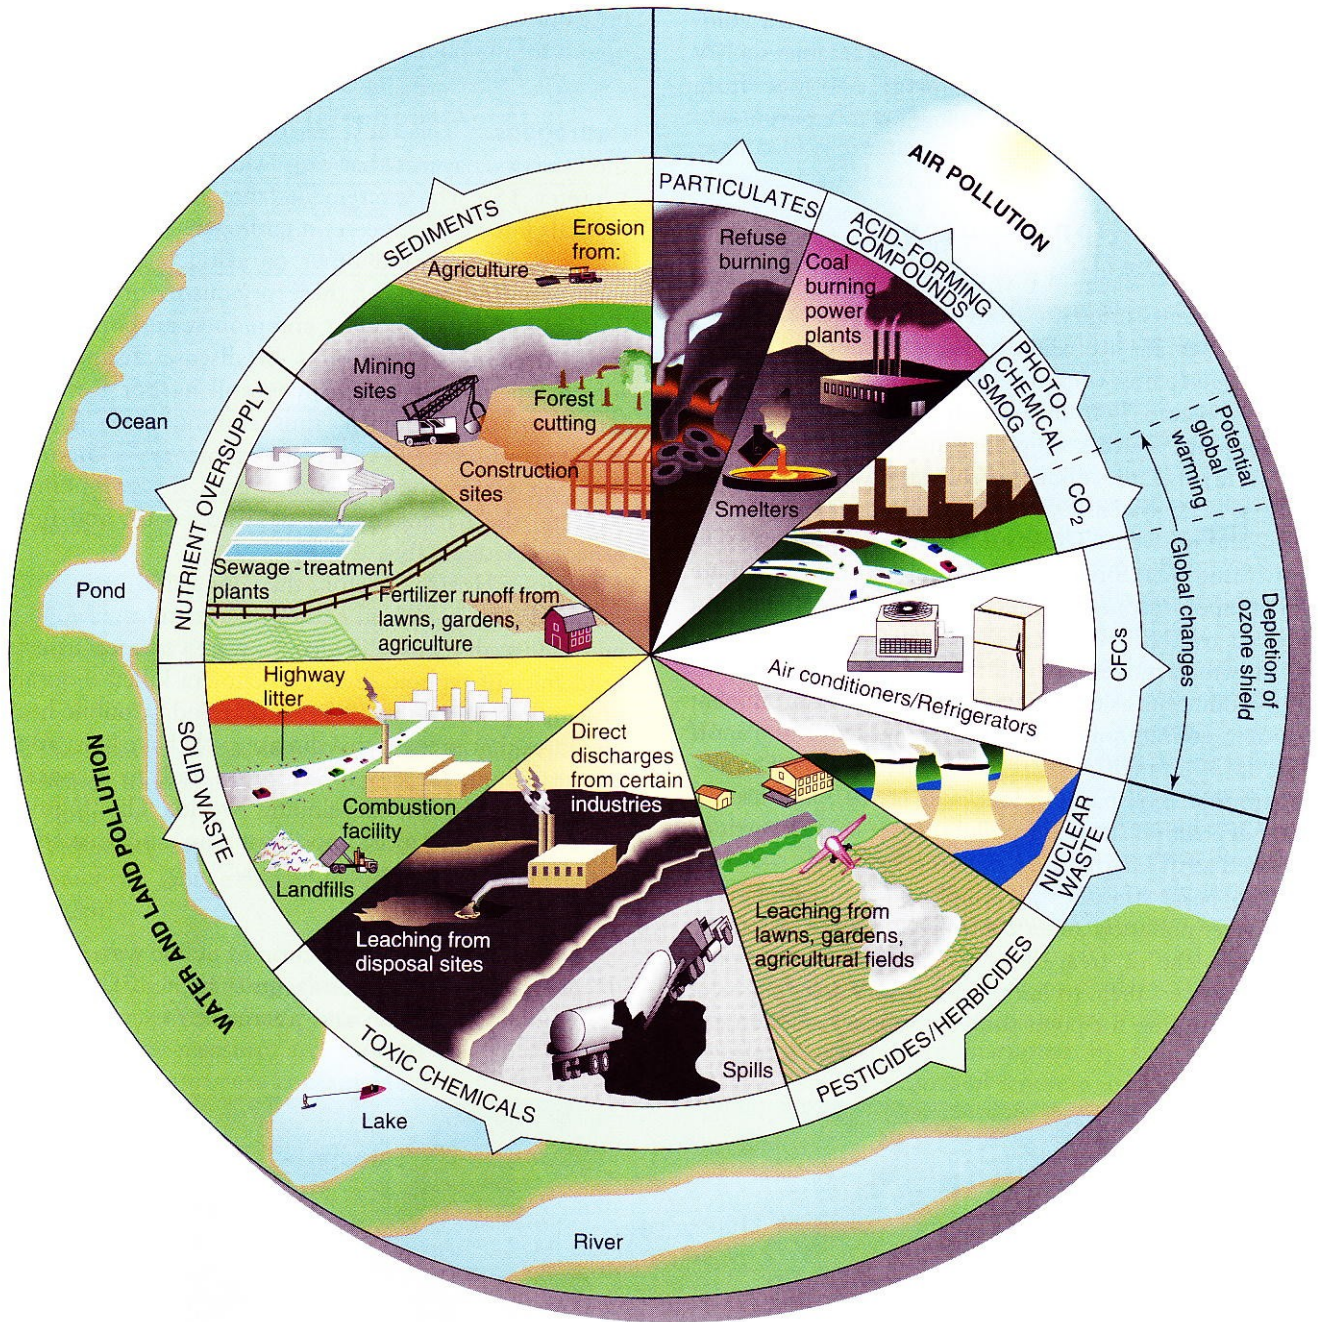 AIR POLLUTION
PARTICULATES
Refuse
burning
ACID-FORMING
COMPOUNDS
Coal
burning
power
plants
Smelters
PHOTO-
CHEMICAL
SMOG
CO2
Potential
global
warming
Global changes
Depletion of
ozone shield
CFCs
Air conditioners/Refrigerators
NUCLEAR
WASTE
PESTICIDES/HERBICIDES
Leaching from
lawns, gardens,
agricultural fields
TOXIC CHEMICALS
Direct
discharges
from certain
industries
Leaching from
disposal sites
Spills
SOLID WASTE
Highway
litter
Combustion
facility
Landfills
NUTRIENT OVERSUPPLY
Sewage-treatment
plants
Fertilizer runoff from
lawns, gardens,
agriculture
SEDIMENTS
Erosion
from:
Agriculture
Mining
sites
Forest
cutting
Construction
sites
WATER AND LAND POLLUTION
Ocean
Pond
Lake
River